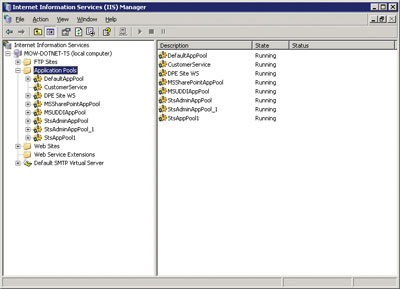 Internet Information Services (IIS) Manager
File Action View Window Help
Internet Information Services
MOW-DOTNET-TS (local computer)
FTP Sites
Application Pools
DefaultAppPool
CustomerService
DPE Site WS
MSSharePointAppPool
MSUDDIAppPool
StsAdminAppPool
StsAdminAppPool_1
StsAppPool1
Web Sites
Web Service Extensions
Default SMTP Virtual Server
Description State Status
DefaultAppPool Running
CustomerService Running
DPE Site WS Running
MSSharePointAppPool Running
MSUDDIAppPool Running
StsAdminAppPool Running
StsAdminAppPool_1 Running
StsAppPool1 Running